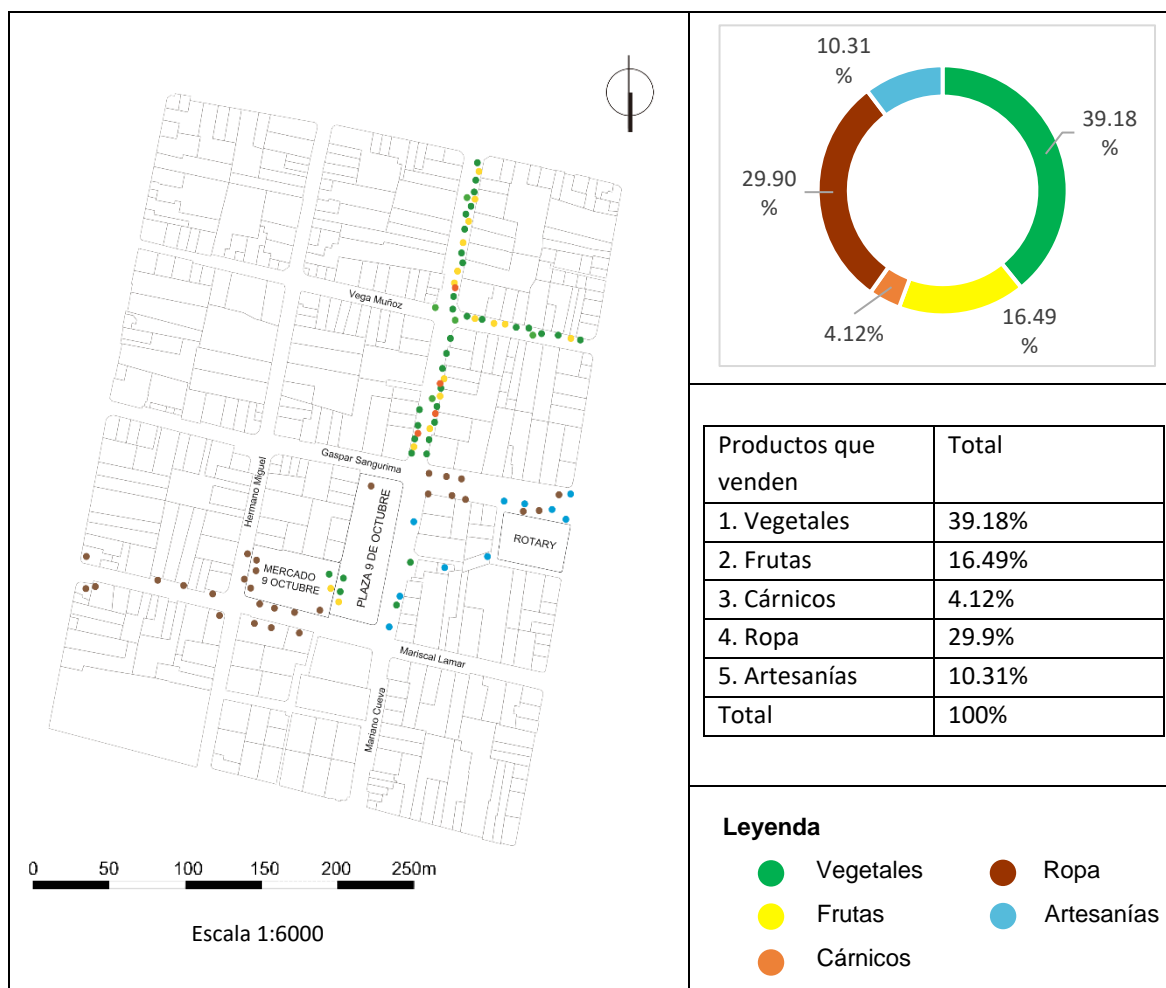 Vega Muñoz
Gaspar Sangurima
Hermano Miguel
PLAZA 9 DE OCTUBRE
ROTARY
MERCADO
9 OCTUBRE
Mariscal Lamar
Mariano Cueva
0 50 100 150 200 250m
Escala 1:6000
10.31
%
39.18
%
29.90
%
4.12%
16.49
%
Productos que
venden
Total
1. Vegetales 39.18%
2. Frutas 16.49%
3. Cárnicos 4.12%
4. Ropa 29.9%
5. Artesanías 10.31%
Total 100%
Leyenda
Vegetales Ropa
Frutas Artesanías
Cárnicos